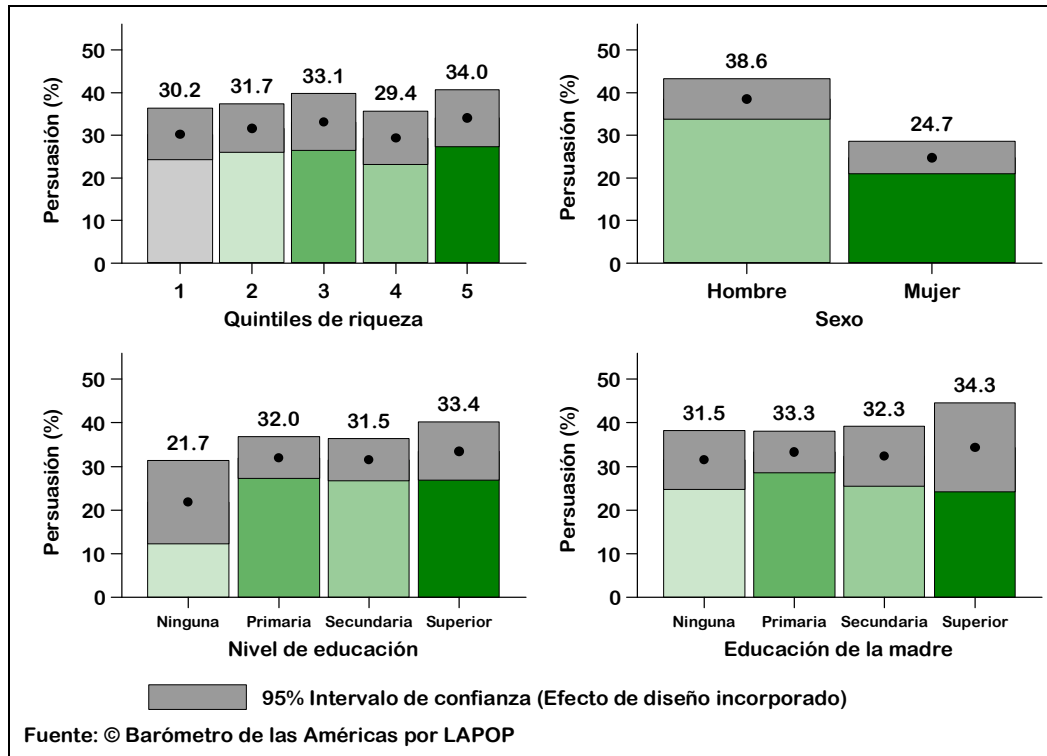 Persuasión (%)
50
40
30
20
10
0
30.2
31.7
33.1
29.4
34.0
1 2 3 4 5
Quintiles de riqueza
Persuasión (%)
50
40
30
20
10
0
38.6
24.7
Hombre Mujer
Sexo
Persuasión (%)
50
40
30
20
10
0
21.7
32.0
31.5
33.4
Ninguna Primaria Secundaria Superior
Nivel de educación
Persuasión (%)
50
40
30
20
10
0
31.5
33.3
32.3
34.3
Ninguna Primaria Secundaria Superior
Educación de la madre
95% Intervalo de confianza (Efecto de diseño incorporado)
Fuente: © Barómetro de las Américas por LAPOP